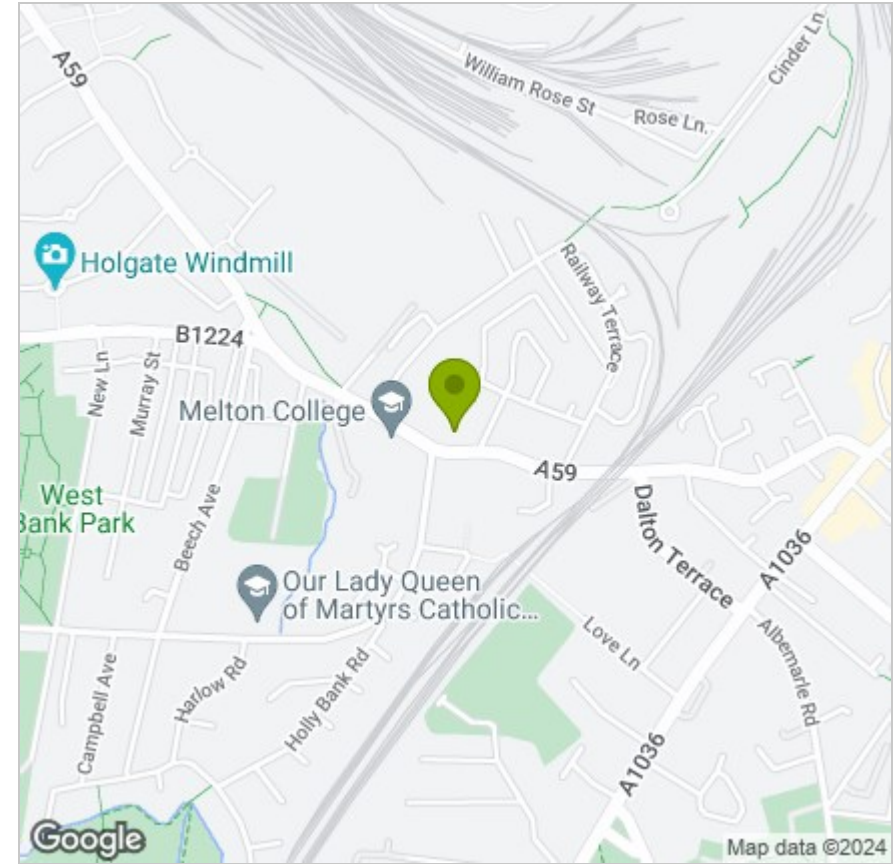 A59
William Rose St
Rose Ln.
Cinder Ln
Holgate Windmill
Railway Terrace
B1224
New Ln
Murray St
Melton College
A59
West
Bank Park
Beech Ave
Dalton Terrace
A1036
Our Lady Queen
of Martyrs Catholic...
Love Ln
Albemarle Rd
Campbell Ave
Harlow Rd
Holly Bank Rd
A1036
Google
Map data ©2024